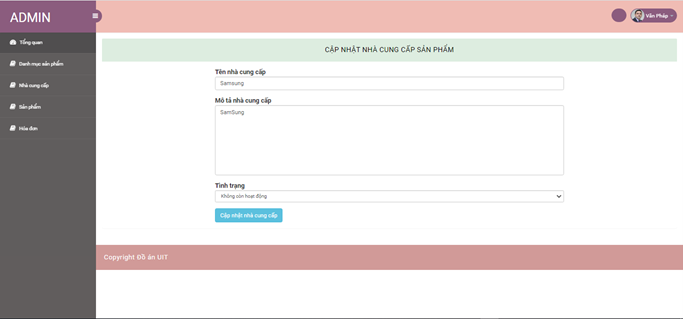 ADMIN
Văn Pháp
Tổng quan
Danh mục sản phẩm
Nhà cung cấp
Sản phẩm
Hóa đơn
CẬP NHẬT NHÀ CUNG CẤP SẢN PHẨM
Tên nhà cung cấp
Samsung
Mô tả nhà cung cấp
SamSung
Tình trạng
Không còn hoạt động
Cập nhật nhà cung cấp
Copyright Đồ án UIT